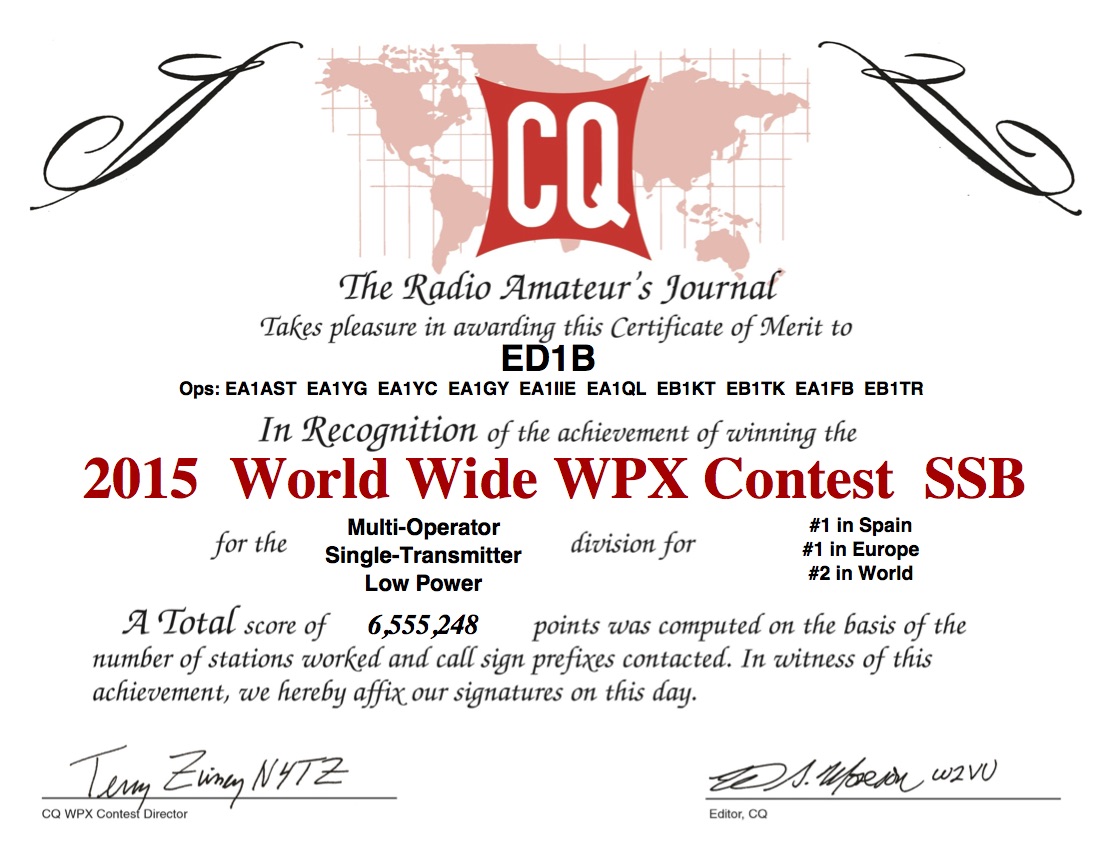 CQ
The Radio Amateur's Journal
Takes pleasure in awarding this Certificate of Merit to
ED1B
Ops: EA1AST EA1YG EA1YC EA1GY EA1IIE EA1QL EB1KT EB1TK EA1FB EB1TR
In Recognition of the achievement of winning the
2015 World Wide WPX Contest SSB
for the
Multi-Operator
Single-Transmitter
Low Power
division for
#1 in Spain
#1 in Europe
#2 in World
A Total score of 6,555,248 points was computed on the basis of the
number of stations worked and call sign prefixes contacted. In witness of this
achievement, we hereby affix our signatures on this day.
Terry N4TZ
CQ WPX Contest Director
W2VU
Editor, CQ